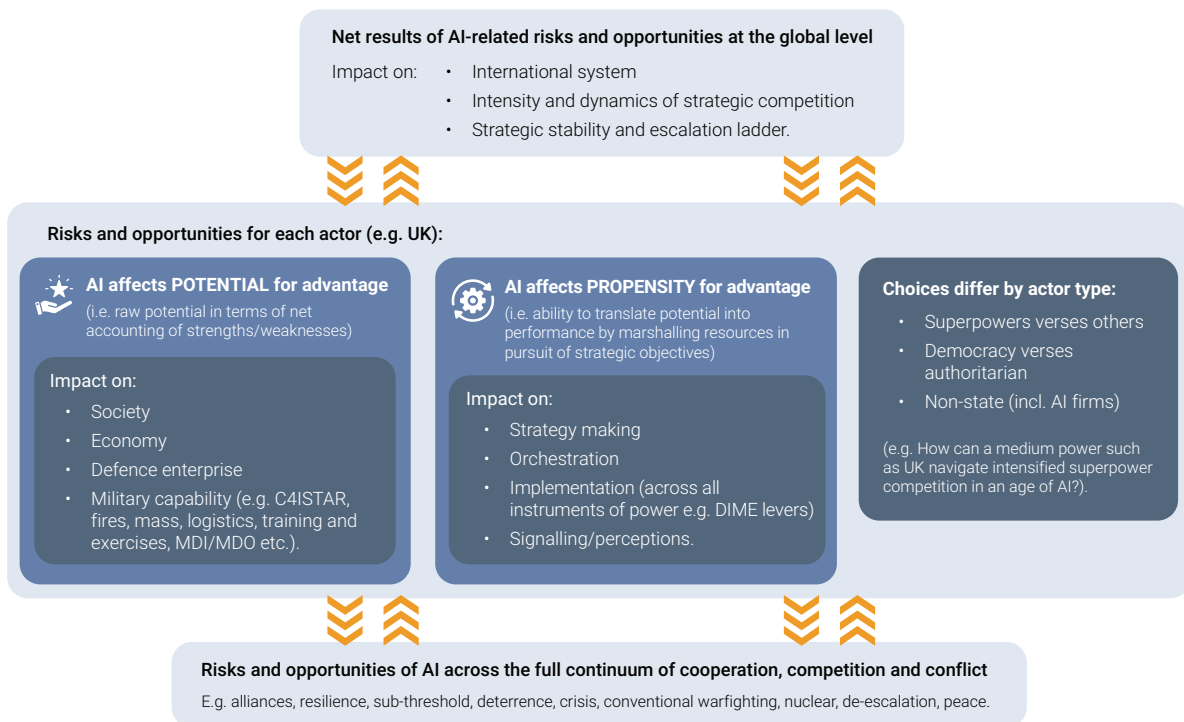 Net results of AI-related risks and opportunities at the global level
Impact on:
• International system
• Intensity and dynamics of strategic competition
• Strategic stability and escalation ladder.
Risks and opportunities for each actor (e.g. UK):
AI affects POTENTIAL for advantage
(i.e. raw potential in terms of net
accounting of strengths/weaknesses)
Impact on:
• Society
• Economy
• Defence enterprise
• Military capability (e.g. C4ISTAR,
fires, mass, logistics, training and
exercises, MDI/MDO etc.).
AI affects PROPENSITY for advantage
(i.e. ability to translate potential into
performance by marshalling resources in
pursuit of strategic objectives)
Impact on:
• Strategy making
• Orchestration
• Implementation (across all
instruments of power e.g. DIME levers)
• Signalling/perceptions.
Choices differ by actor type:
• Superpowers verses others
• Democracy verses
authoritarian
• Non-state (incl. AI firms)
(e.g. How can a medium power such
as UK navigate intensified superpower
competition in an age of AI?).
Risks and opportunities of AI across the full continuum of cooperation, competition and conflict
E.g. alliances, resilience, sub-threshold, deterrence, crisis, conventional warfighting, nuclear, de-escalation, peace.